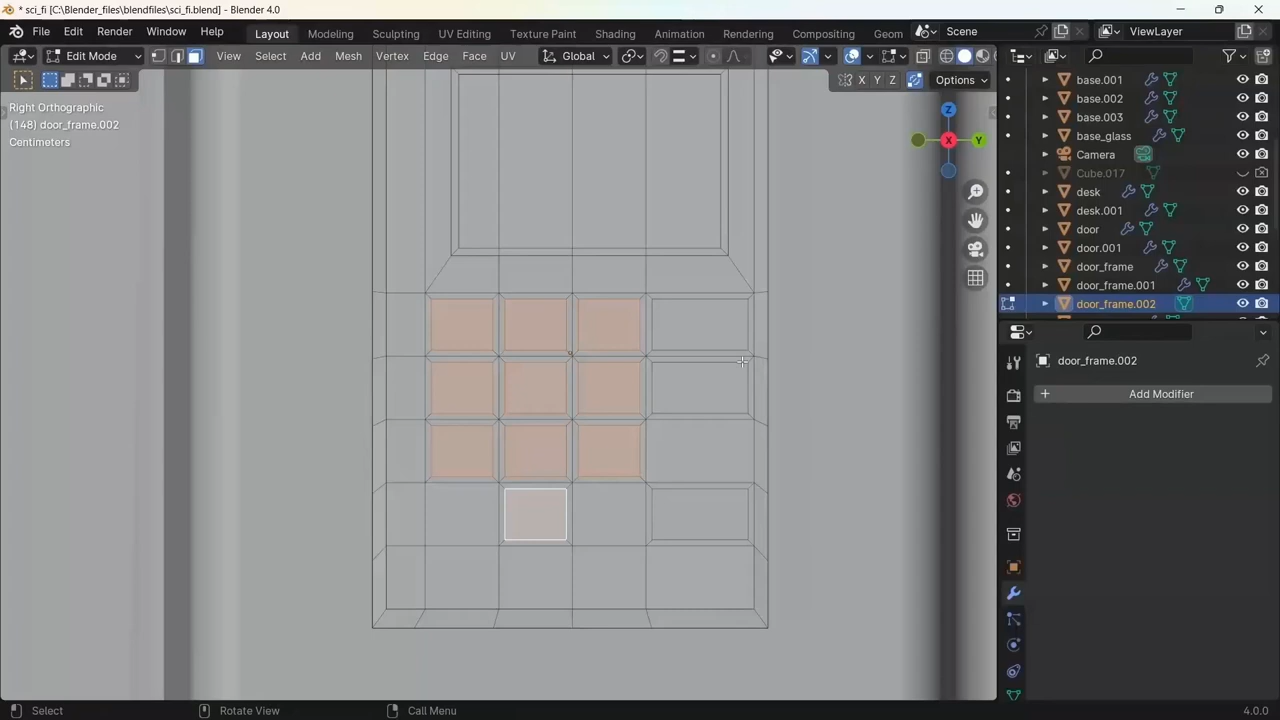 * sci_fi [C:\Blender_files\blendfiles\sci_fi.blend] - Blender 4.0
File Edit Render Window Help
Layout Modeling Sculpting UV Editing Texture Paint Shading Animation Rendering Compositing Geom
Scene ViewLayer
Edit Mode View Select Add Mesh Vertex Edge Face UV Global
X Y Z Options
Right Orthographic
(148) door_frame.002
Centimeters
Z
X
Y
base.001
base.002
base.003
base_glass
Camera
Cube.017
desk
desk.001
door
door.001
door_frame
door_frame.001
door_frame.002
door_frame.002
+ Add Modifier
Select Rotate View Call Menu 4.0.0